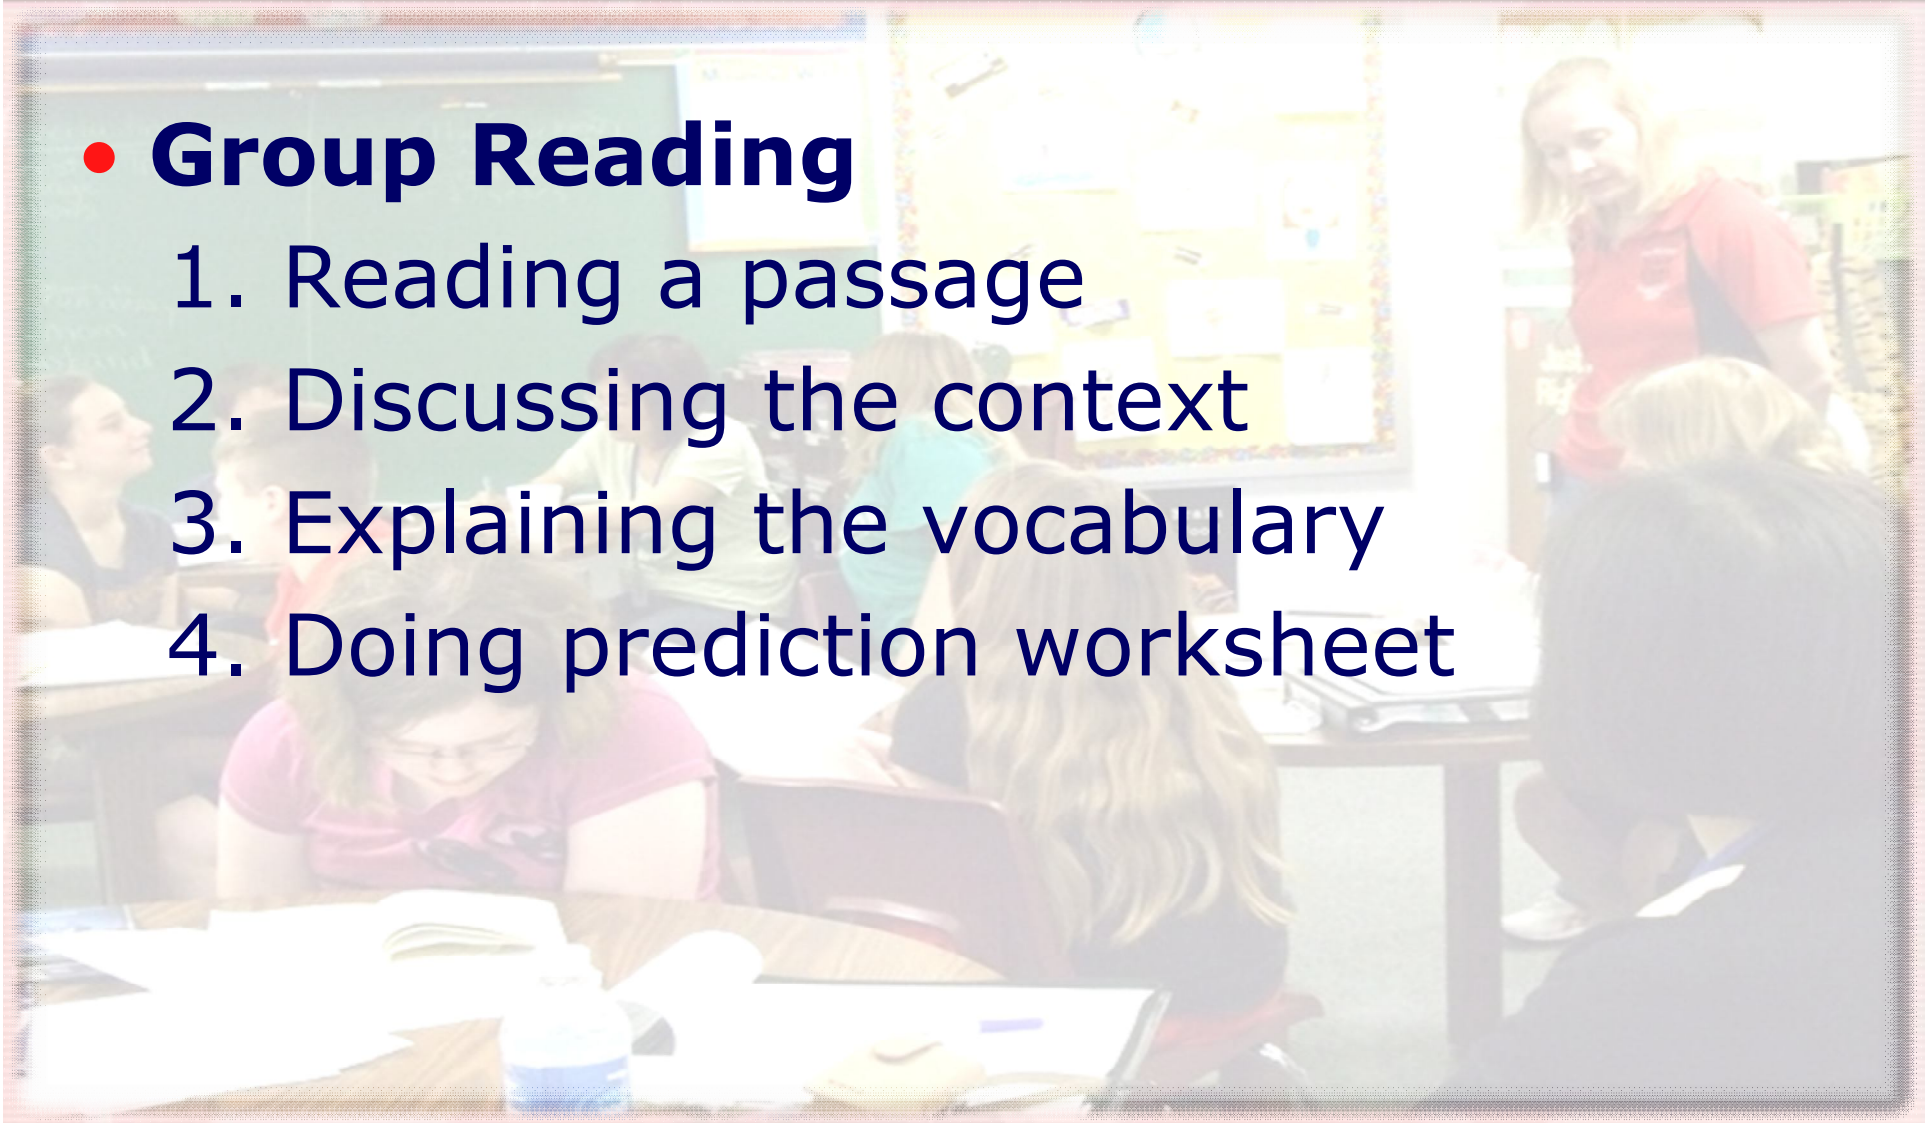 • Group Reading
1. Reading a passage
2. Discussing the context
3. Explaining the vocabulary
4. Doing prediction worksheet